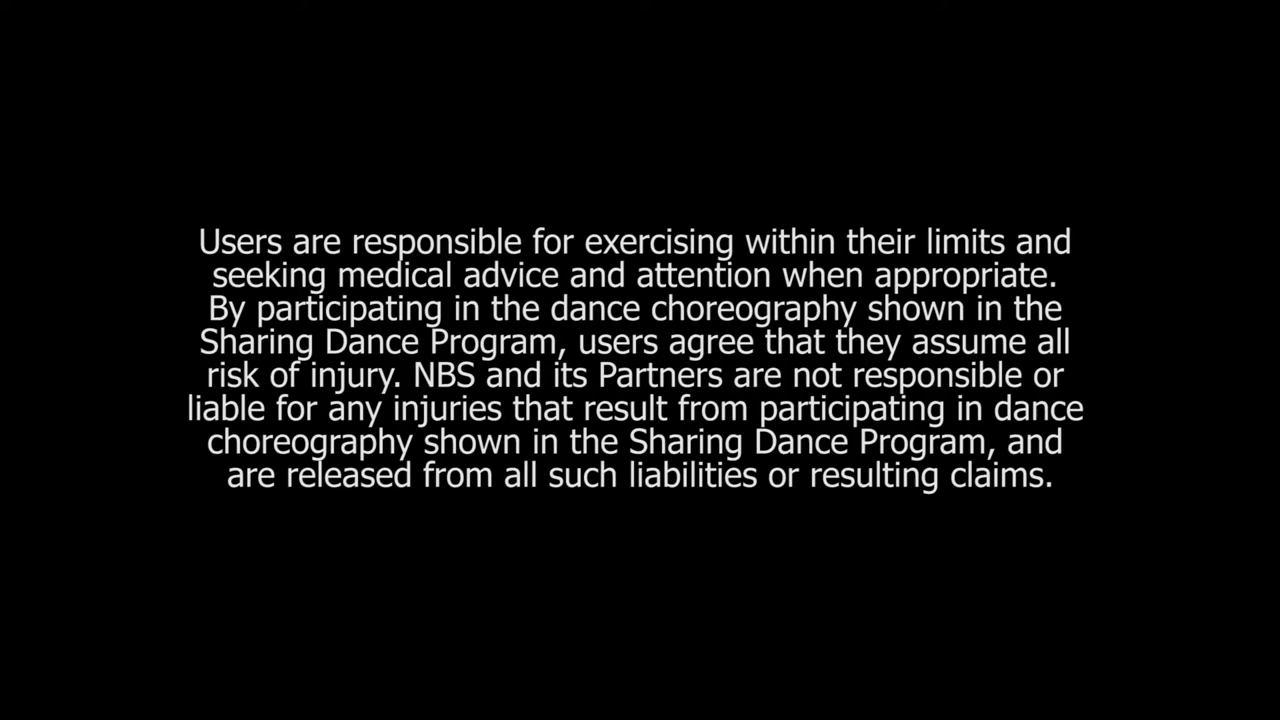 Users are responsible for exercising within their limits and
seeking medical advice and attention when appropriate.
By participating in the dance choreography shown in the
Sharing Dance Program, users agree that they assume all
risk of injury. NBS and its Partners are not responsible or
liable for any injuries that result from participating in dance
choreography shown in the Sharing Dance Program, and
are released from all such liabilities or resulting claims.